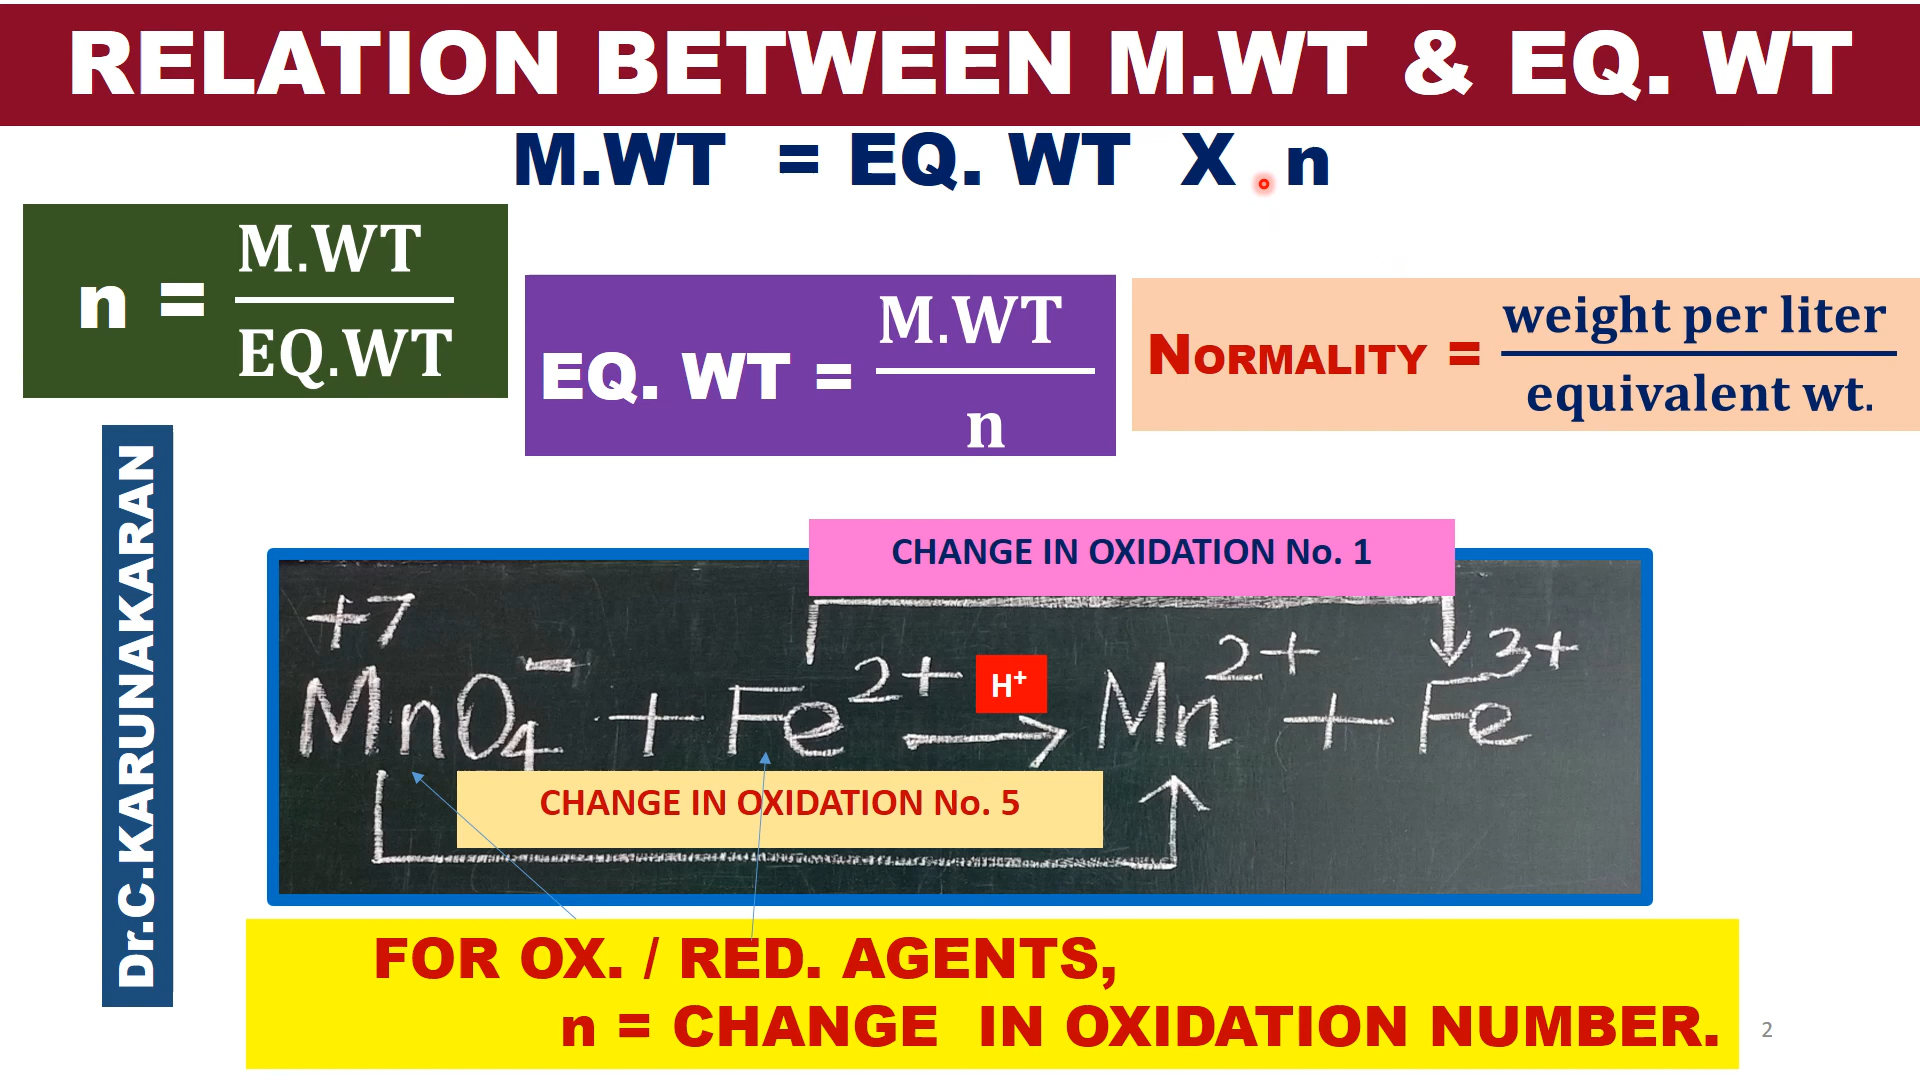 RELATION BETWEEN M.WT & EQ. WT
M.WT = EQ. WT X n
n = M.WT / EQ.WT
EQ. WT = M.WT / n
NORMALITY = weight per liter / equivalent wt.
Dr.C.KARUNAKARAN
CHANGE IN OXIDATION No. 1
+7
MnO₄⁻ + Fe²⁺ → Mn²⁺ + Fe³⁺
H⁺
CHANGE IN OXIDATION No. 5
FOR OX. / RED. AGENTS,
n = CHANGE IN OXIDATION NUMBER.
2